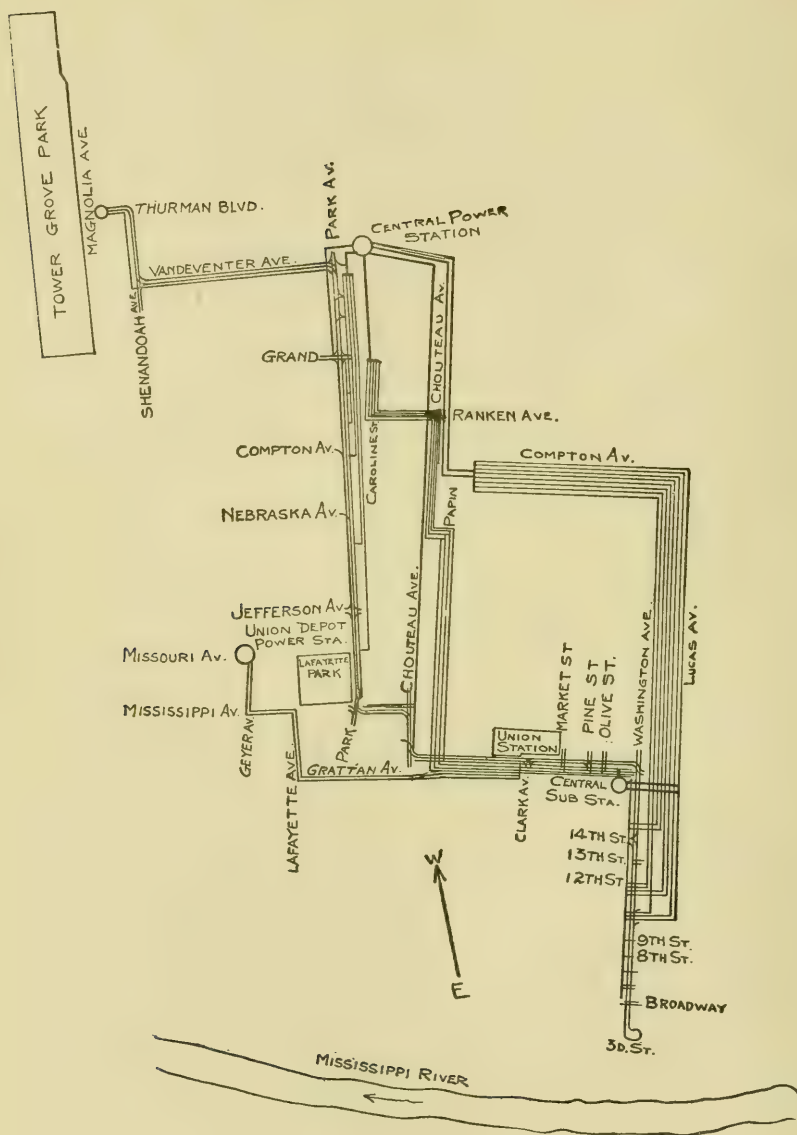 TOWER GROVE PARK
MAGNOLIA AVE
THURMAN BLVD.
PARK AV.
CENTRAL POWER
STATION
VANDEVENTER AVE.
SHENANDOAH AVE.
GRAND
CHOUTEAU AV.
RANKEN AVE.
COMPTON AV.
CAROLINE ST.
COMPTON AV.
PAPIN
NEBRASKA AV.
JEFFERSON AV
UNION DEPOT
POWER STA.
MISSOURI AV.
LAFAYETTE
PARK
CHOUTEAU AVE.
MARKET ST
PINE ST
OLIVE ST.
WASHINGTON AVE.
LUCAS AV.
MISSISSIPPI AV.
GEYER AV.
PARK
UNION
STATION
LAFAYETTE AVE.
GRATTAN AV.
CLARK AV.
CENTRAL
SUB STA.
14TH ST.
13TH ST.
12TH ST
W
E
9TH ST.
8TH ST.
BROADWAY
3D. ST.
MISSISSIPPI RIVER